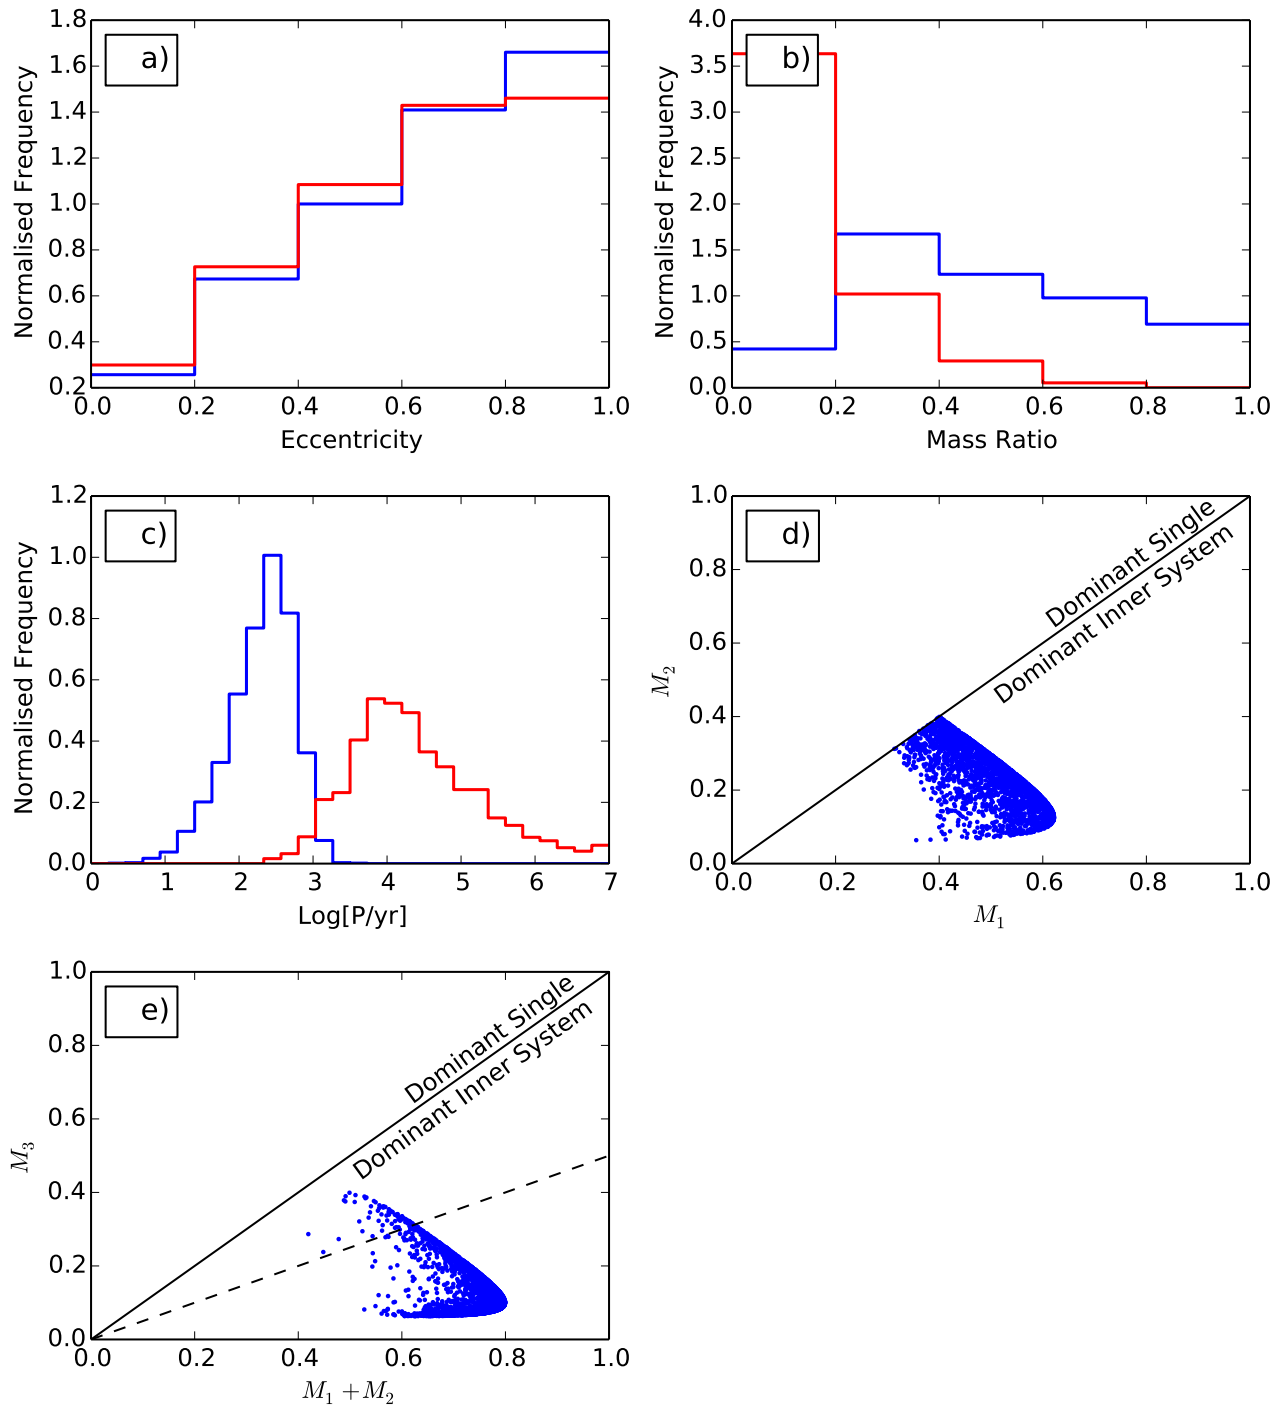 a)
Normalised Frequency
1.8
1.6
1.4
1.2
1.0
0.8
0.6
0.4
0.2
0.0 0.2 0.4 0.6 0.8 1.0
Eccentricity
b)
Normalised Frequency
4.0
3.5
3.0
2.5
2.0
1.5
1.0
0.5
0.0
0.0 0.2 0.4 0.6 0.8 1.0
Mass Ratio
c)
Normalised Frequency
1.2
1.0
0.8
0.6
0.4
0.2
0.0
0 1 2 3 4 5 6 7
Log[P/yr]
d)
M₂
1.0
0.8
0.6
0.4
0.2
0.0
Dominant Single
Dominant Inner System
0.0 0.2 0.4 0.6 0.8 1.0
M₁
e)
M₃
1.0
0.8
0.6
0.4
0.2
0.0
Dominant Single
Dominant Inner System
0.0 0.2 0.4 0.6 0.8 1.0
M₁ + M₂